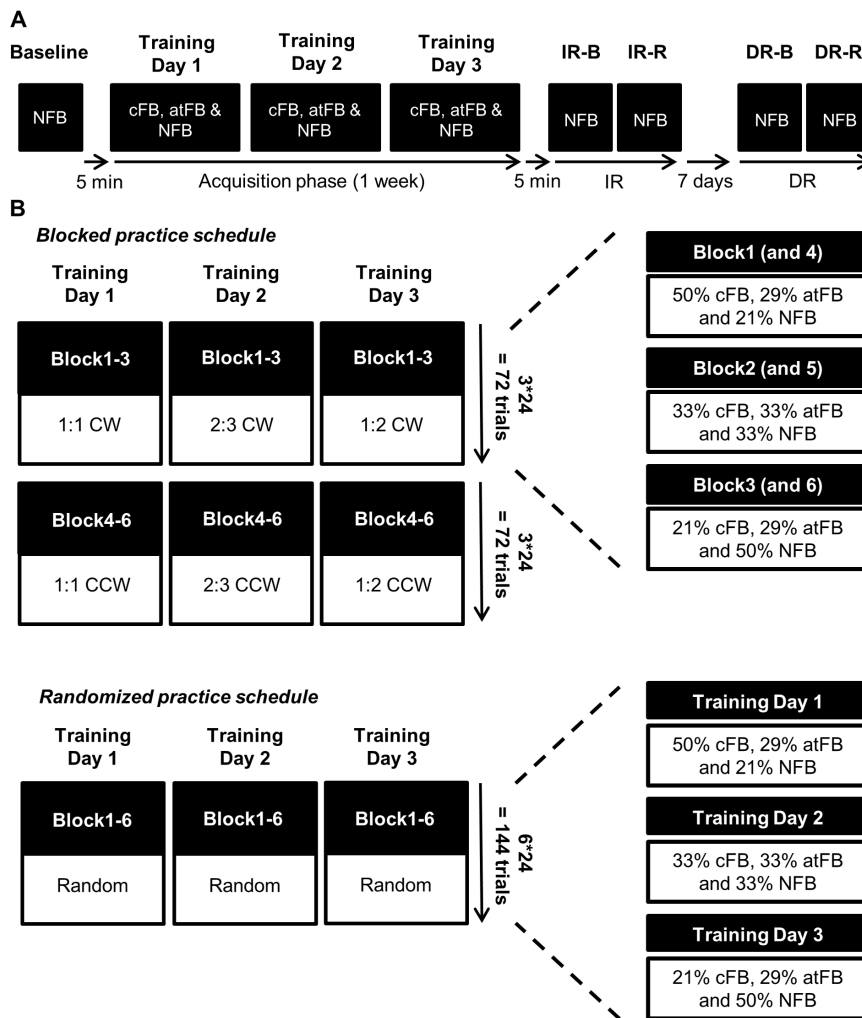 A
Baseline
Training
Day 1
Training
Day 2
Training
Day 3
IR-B
IR-R
DR-B
DR-R
NFB
cFB, atFB &
NFB
cFB, atFB &
NFB
cFB, atFB &
NFB
NFB
NFB
NFB
NFB
5 min
Acquisition phase (1 week)
5 min
IR
7 days
DR
B
Blocked practice schedule
Training
Day 1
Training
Day 2
Training
Day 3
Block1-3
Block1-3
Block1-3
1:1 CW
2:3 CW
1:2 CW
3*24
= 72 trials
Block4-6
Block4-6
Block4-6
1:1 CCW
2:3 CCW
1:2 CCW
3*24
= 72 trials
Block1 (and 4)
50% cFB, 29% atFB
and 21% NFB
Block2 (and 5)
33% cFB, 33% atFB
and 33% NFB
Block3 (and 6)
21% cFB, 29% atFB
and 50% NFB
Randomized practice schedule
Training
Day 1
Training
Day 2
Training
Day 3
Block1-6
Block1-6
Block1-6
Random
Random
Random
6*24
= 144 trials
Training Day 1
50% cFB, 29% atFB
and 21% NFB
Training Day 2
33% cFB, 33% atFB
and 33% NFB
Training Day 3
21% cFB, 29% atFB
and 50% NFB